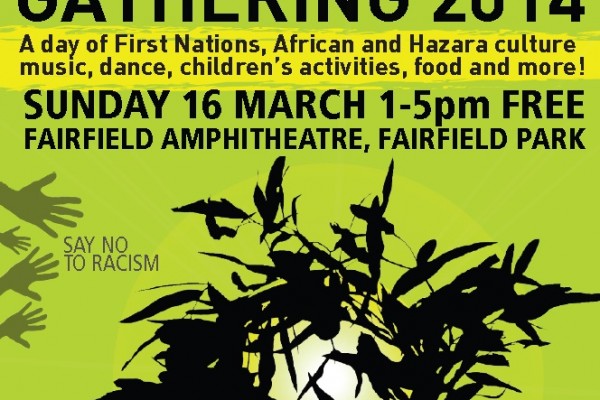 GATHERING 2014
A day of First Nations, African and Hazara culture
music, dance, children's activities, food and more!
SUNDAY 16 MARCH 1-5pm FREE
FAIRFIELD AMPHITHEATRE, FAIRFIELD PARK
SAY NO
TO RACISM